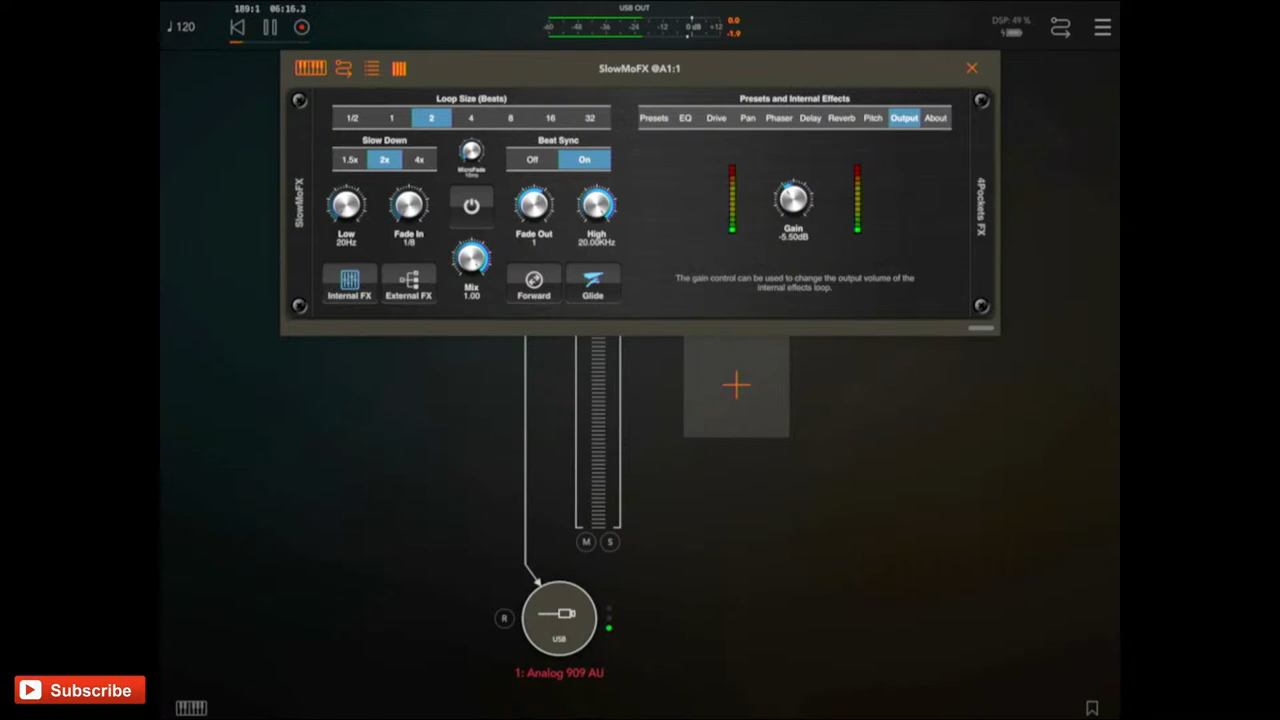 189:1 06:16.3
USB OUT
♩ 120
-60 -48 -36 -24 -12 0 dB +12
0.0
-1.9
DSP: 49 %
SlowMoFX @A1:1
Loop Size (Beats)
1/2 1 2 4 8 16 32
Slow Down
1.5x 2x 4x
MicroFade
10ms
Beat Sync
Off On
SlowMoFX
Low
20Hz
Fade In
1/8
Fade Out
1
High
20.00KHz
Mix
1.00
Internal FX
External FX
Forward
Glide
Presets and Internal Effects
Presets EQ Drive Pan Phaser Delay Reverb Pitch Output About
Gain
-5.50dB
The gain control can be used to change the output volume of the
internal effects loop.
4Pockets FX
M S
R
USB
1: Analog 909 AU
Subscribe